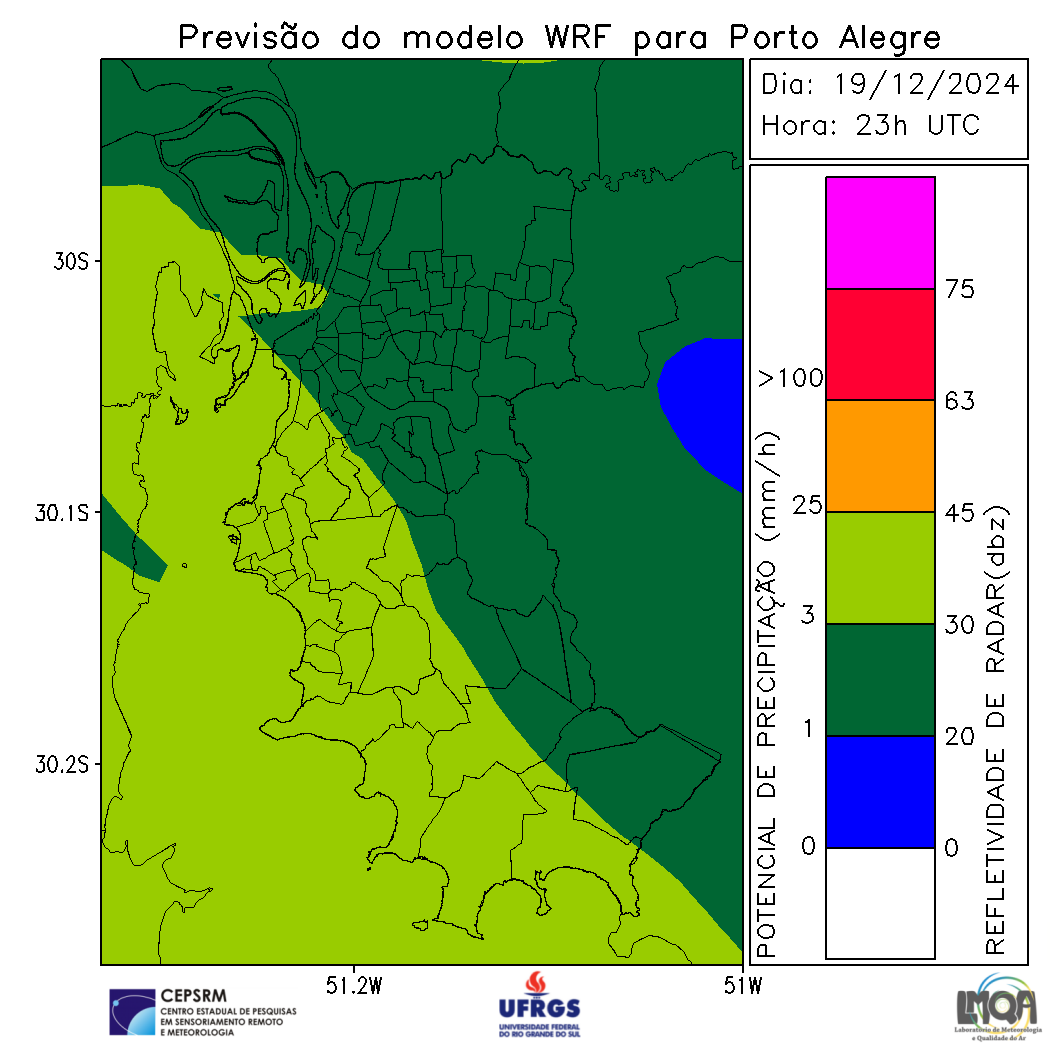 Previsão do modelo WRF para Porto Alegre
Dia: 19/12/2024
Hora: 23h UTC
30S
30.1S
30.2S
51.2W
51W
POTENCIAL DE PRECIPITAÇÃO (mm/h)
>100
25
3
1
0
75
63
45
30
20
0
REFLETIVIDADE DE RADAR(dbz)
CEPSRM
CENTRO ESTADUAL DE PESQUISAS
EM SENSORIAMENTO REMOTO
E METEOROLOGIA
UFRGS
UNIVERSIDADE FEDERAL
DO RIO GRANDE DO SUL
LMQA
Laboratório de Meteorologia
e Qualidade do Ar